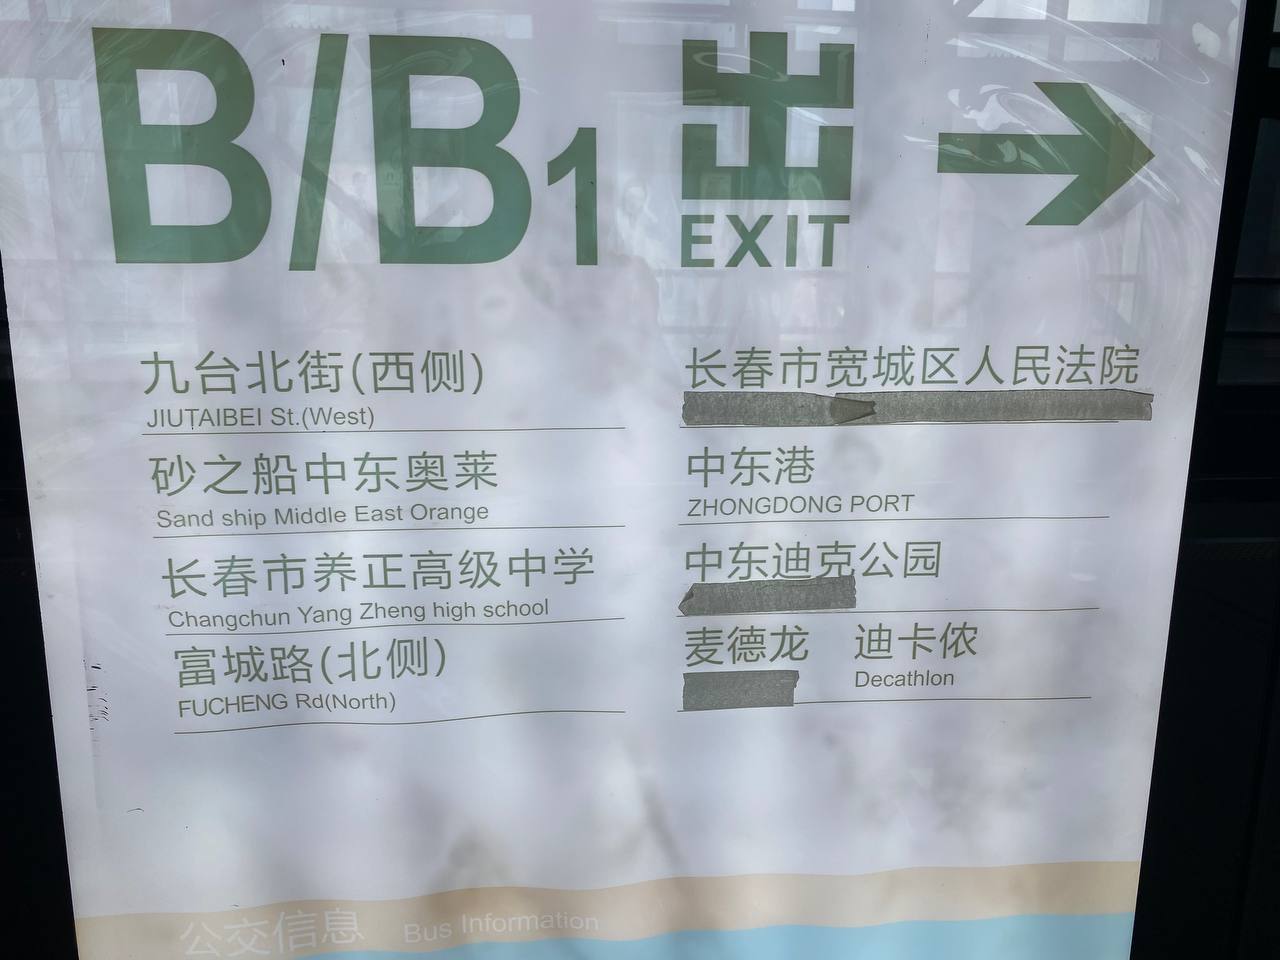 B/B1 出 →
EXIT
九台北街(西侧)
JIUTAIBEI St.(West)
砂之船中东奥莱
Sand ship Middle East Orange
长春市养正高级中学
Changchun Yang Zheng high school
富城路(北侧)
FUCHENG Rd(North)
长春市宽城区人民法院
中东港
ZHONGDONG PORT
中东迪克公园
麦德龙 迪卡侬
Decathlon
公交信息 Bus Information